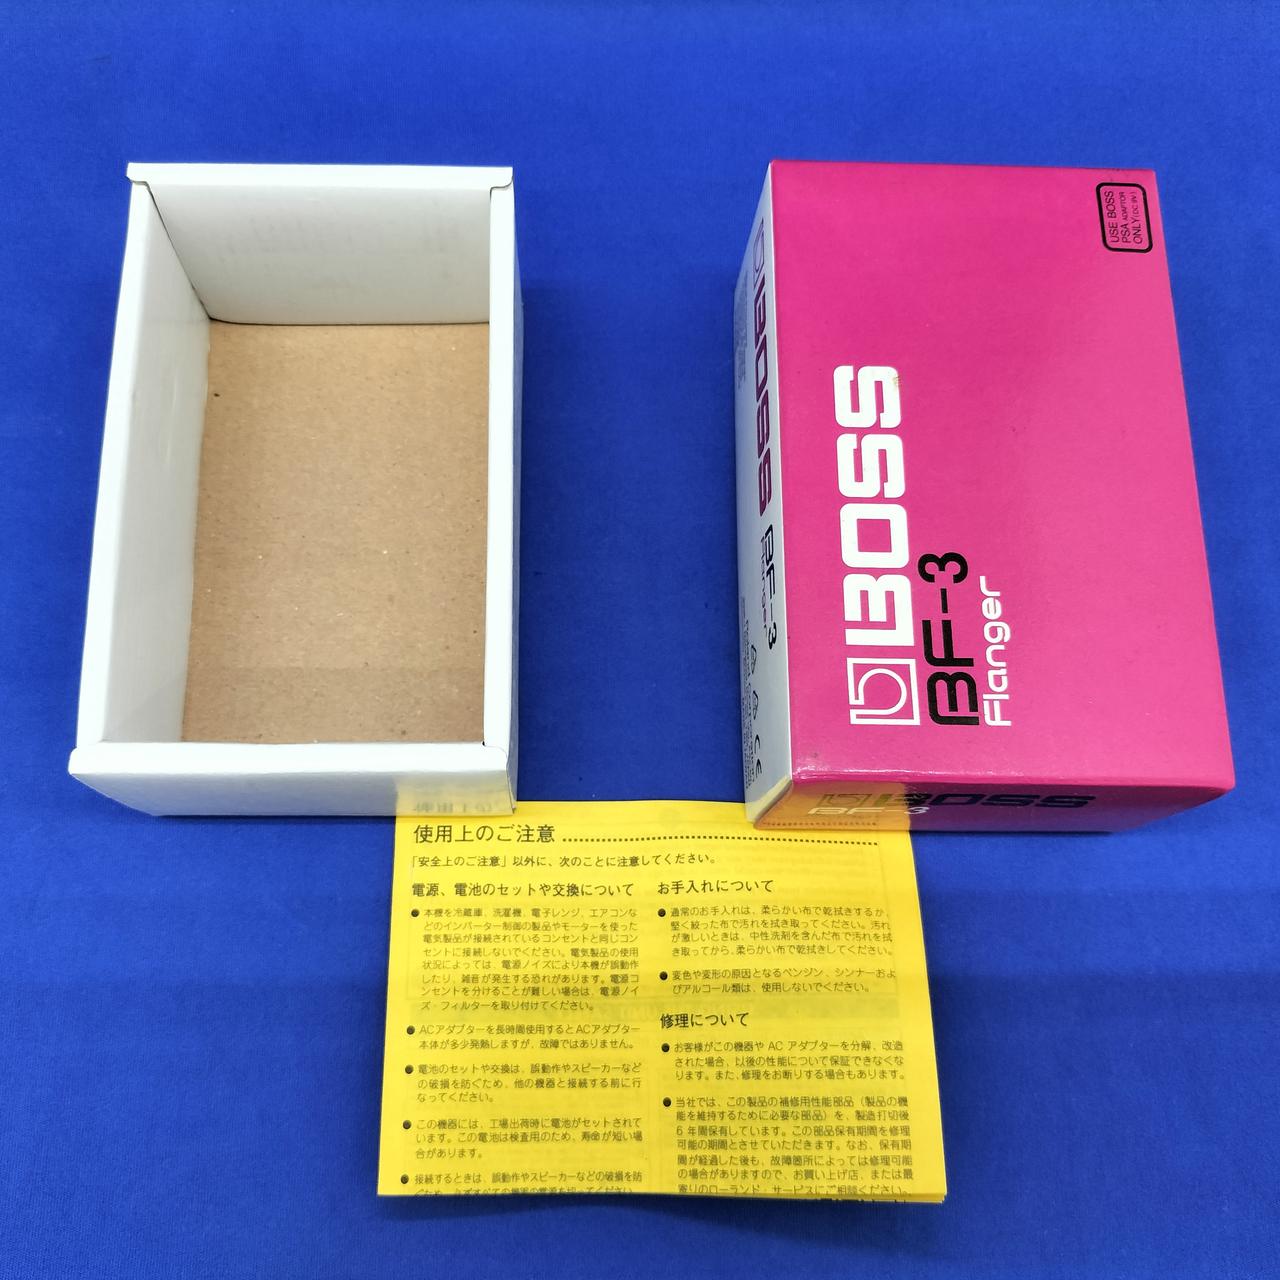 USE BOSS
PSA ADAPTOR
ONLY (DC 9V)
BOSS
BF-3
Flanger
BOSS
BF-3
Flanger
CE
BOSS
BF-3
使用上のご注意
「安全上のご注意」以外に、次のことに注意してください。
電源、電池のセットや交換について
● 本機を冷蔵庫、洗濯機、電子レンジ、エアコンな
どのインバーター制御の製品やモーターを使った
電気製品が接続されているコンセントと同じコン
セントに接続しないでください。電気製品の使用
状況によっては、電源ノイズにより本機が誤動作
したり、雑音が発生する恐れがあります。電源コ
ンセントを分けることが難しい場合は、電源ノイ
ズ・フィルターを取り付けてください。
● ACアダプターを長時間使用するとACアダプター
本体が多少発熱しますが、故障ではありません。
● 電池のセットや交換は、誤動作やスピーカーなど
の破損を防ぐため、他の機器と接続する前に行
なってください。
● この機器には、工場出荷時に電池がセットされて
います。この電池は検査用のため、寿命が短い場
合があります。
● 接続するときは、誤動作やスピーカーなどの破損を防
ぐため、必ずすべての機器の電源を切ってください。
お手入れについて
● 通常のお手入れは、柔らかい布で乾拭きするか、
堅く絞った布で汚れを拭き取ってください。汚れ
が激しいときは、中性洗剤を含んだ布で汚れを拭
き取ってから、柔らかい布で乾拭きしてください。
● 変色や変形の原因となるベンジン、シンナーおよ
びアルコール類は、使用しないでください。
修理について
● お客様がこの機器や AC アダプターを分解、改造
された場合、以後の性能について保証できなくな
ります。また、修理をお断りする場合もあります。
● 当社では、この製品の補修用性能部品（製品の機
能を維持するために必要な部品）を、製造打切後
6 年間保有しています。この部品保有期間を修理
可能の期間とさせていただきます。なお、保有期
間が経過した後も、故障箇所によっては修理可能
の場合がありますので、お買い上げ店、または最
寄りのローランド・サービスにご相談ください。